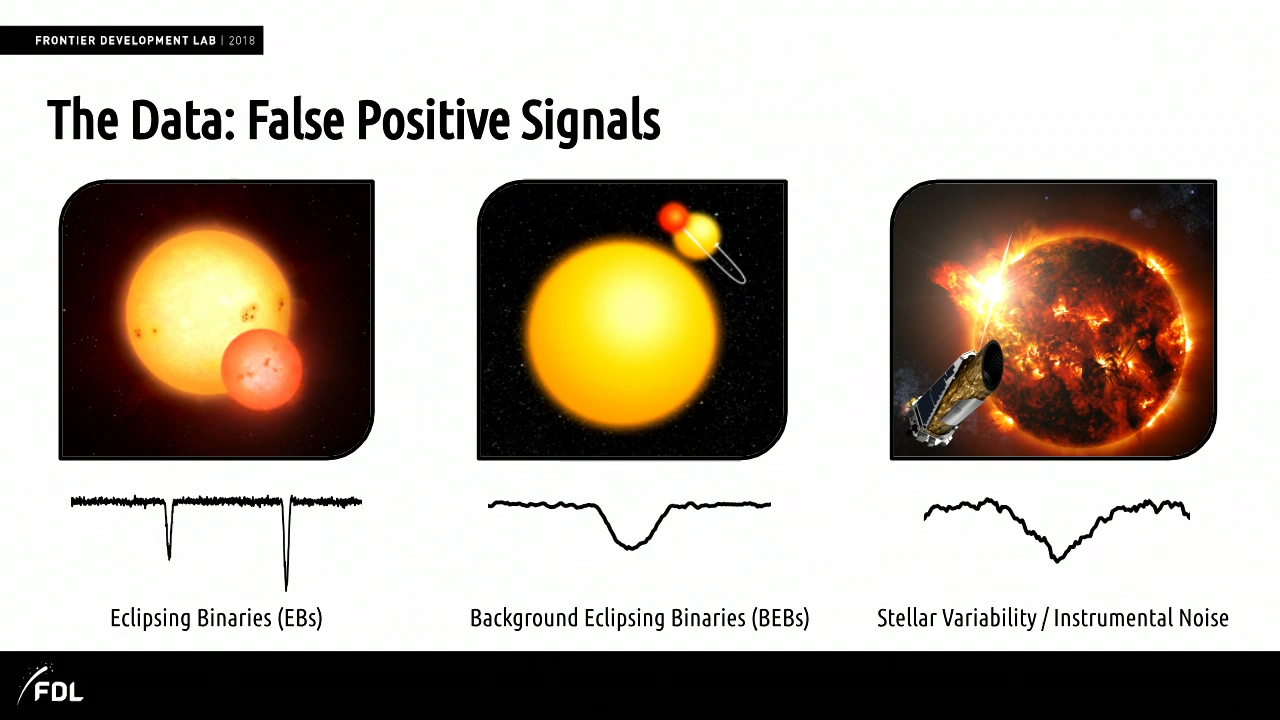 FRONTIER DEVELOPMENT LAB | 2018
The Data: False Positive Signals
Eclipsing Binaries (EBs)
Background Eclipsing Binaries (BEBs)
Stellar Variability / Instrumental Noise
FDL